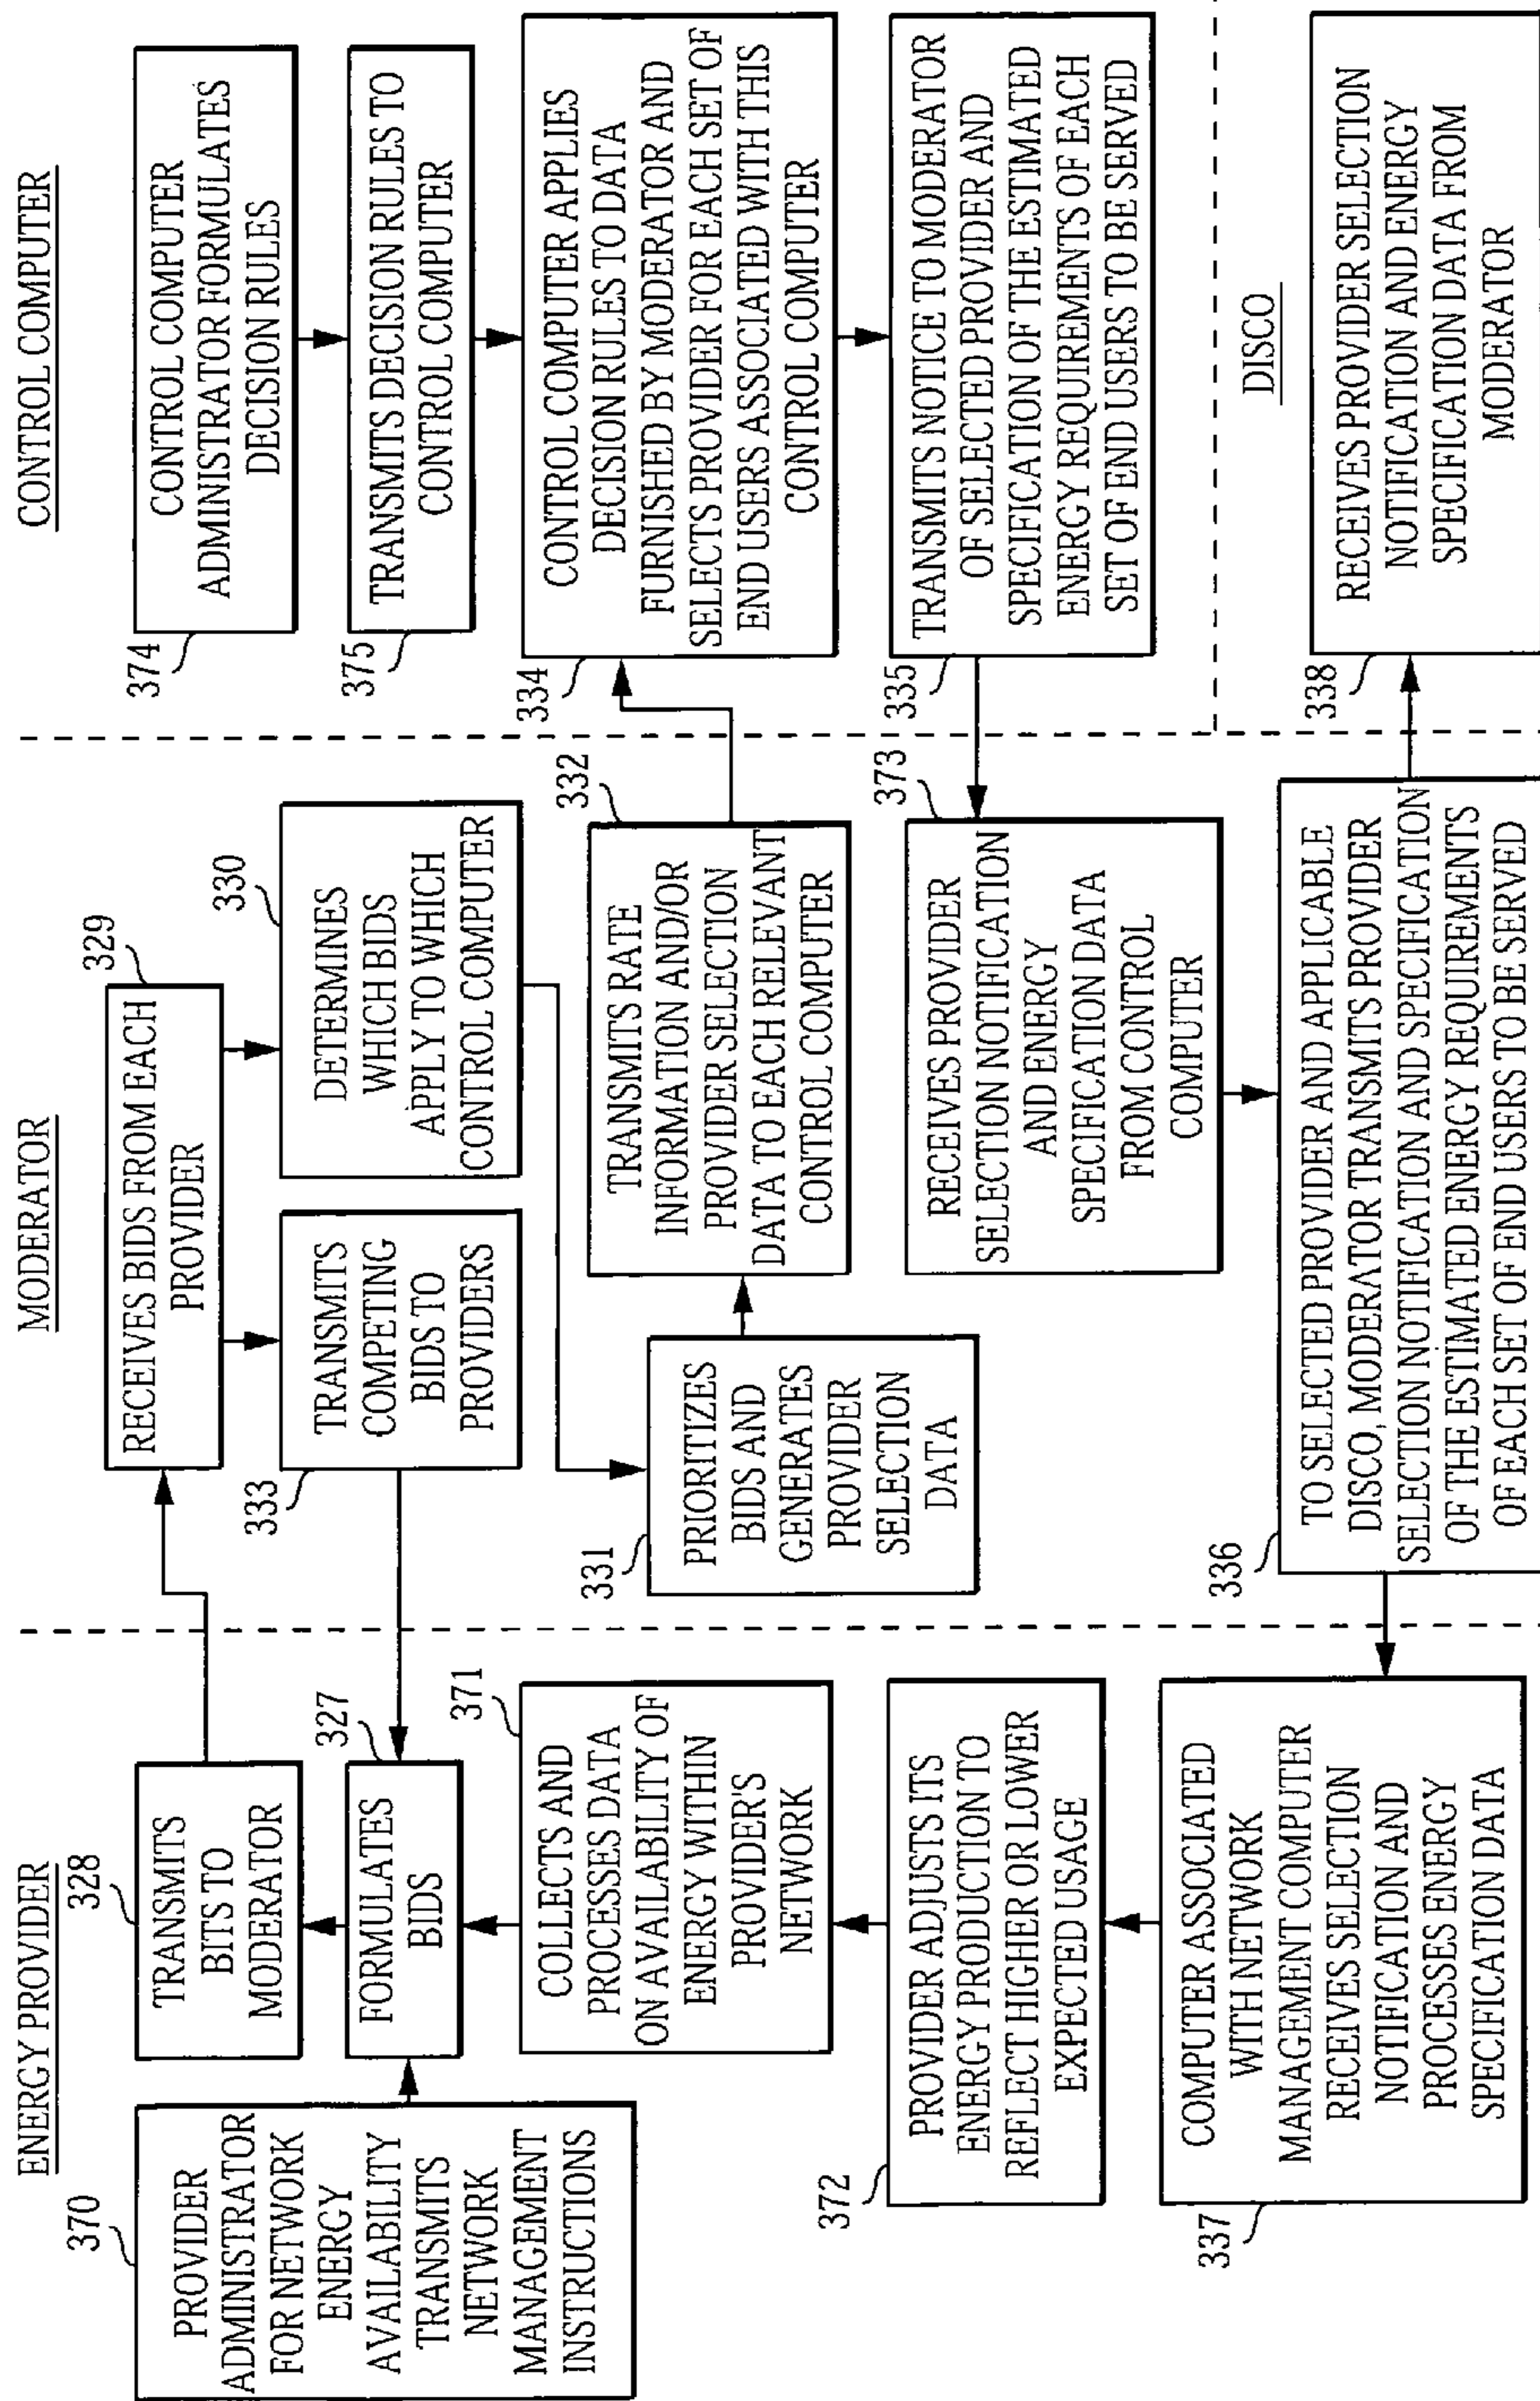 ENERGY PROVIDER
370
PROVIDER
ADMINISTRATOR
FOR NETWORK
ENERGY
AVAILABILITY
TRANSMITS
NETWORK
MANAGEMENT
INSTRUCTIONS
328
TRANSMITS
BITS TO
MODERATOR
327
FORMULATES
BIDS
371
COLLECTS AND
PROCESSES DATA
ON AVAILABILITY OF
ENERGY WITHIN
PROVIDER'S
NETWORK
372
PROVIDER ADJUSTS ITS
ENERGY PRODUCTION TO
REFLECT HIGHER OR LOWER
EXPECTED USAGE
337
COMPUTER ASSOCIATED
WITH NETWORK
MANAGEMENT COMPUTER
RECEIVES SELECTION
NOTIFICATION AND
PROCESSES ENERGY
SPECIFICATION DATA
MODERATOR
329
RECEIVES BIDS FROM EACH
PROVIDER
333
TRANSMITS
COMPETING
BIDS TO
PROVIDERS
330
DETERMINES
WHICH BIDS
APPLY TO WHICH
CONTROL COMPUTER
331
PRIORITIZES
BIDS AND
GENERATES
PROVIDER
SELECTION
DATA
332
TRANSMITS RATE
INFORMATION AND/OR
PROVIDER SELECTION
DATA TO EACH RELEVANT
CONTROL COMPUTER
373
RECEIVES PROVIDER
SELECTION NOTIFICATION
AND ENERGY
SPECIFICATION DATA
FROM CONTROL
COMPUTER
336
TO SELECTED PROVIDER AND APPLICABLE
DISCO, MODERATOR TRANSMITS PROVIDER
SELECTION NOTIFICATION AND SPECIFICATION
OF THE ESTIMATED ENERGY REQUIREMENTS
OF EACH SET OF END USERS TO BE SERVED
CONTROL COMPUTER
374
CONTROL COMPUTER
ADMINISTRATOR FORMULATES
DECISION RULES
375
TRANSMITS DECISION RULES TO
CONTROL COMPUTER
334
CONTROL COMPUTER APPLIES
DECISION RULES TO DATA
FURNISHED BY MODERATOR AND
SELECTS PROVIDER FOR EACH SET OF
END USERS ASSOCIATED WITH THIS
CONTROL COMPUTER
335
TRANSMITS NOTICE TO MODERATOR
OF SELECTED PROVIDER AND
SPECIFICATION OF THE ESTIMATED
ENERGY REQUIREMENTS OF EACH
SET OF END USERS TO BE SERVED
DISCO
338
RECEIVES PROVIDER SELECTION
NOTIFICATION AND ENERGY
SPECIFICATION DATA FROM
MODERATOR